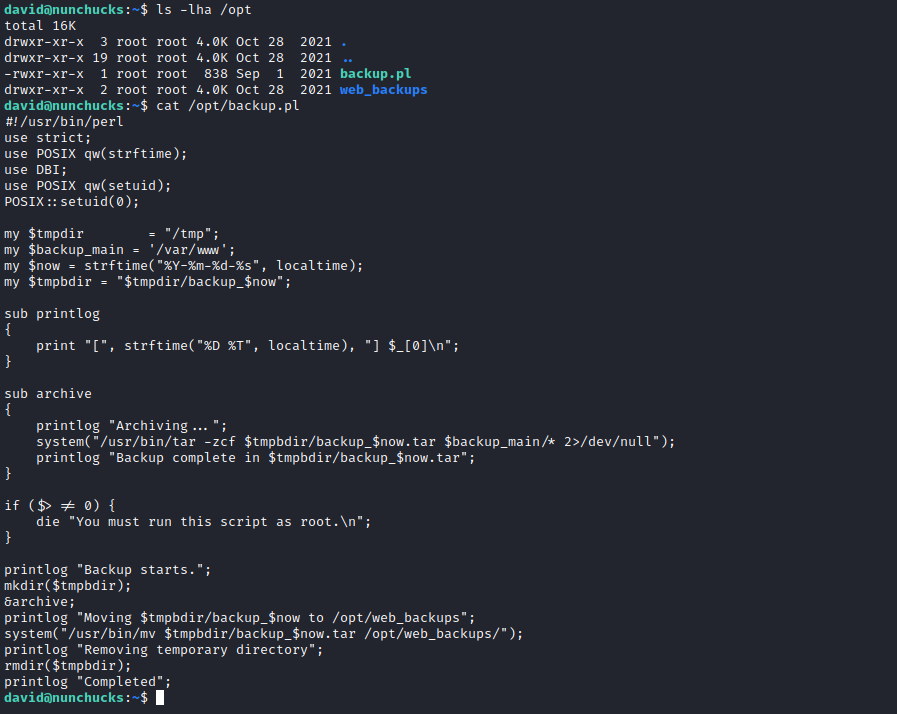 david@nunchucks:~$ ls -lha /opt
total 16K
drwxr-xr-x  3 root root 4.0K Oct 28  2021 .
drwxr-xr-x 19 root root 4.0K Oct 28  2021 ..
-rwxr-xr-x  1 root root  838 Sep  1  2021 backup.pl
drwxr-xr-x  2 root root 4.0K Oct 28  2021 web_backups
david@nunchucks:~$ cat /opt/backup.pl
#!/usr/bin/perl
use strict;
use POSIX qw(strftime);
use DBI;
use POSIX qw(setuid);
POSIX::setuid(0);

my $tmpdir        = "/tmp";
my $backup_main = '/var/www';
my $now = strftime("%Y-%m-%d-%s", localtime);
my $tmpbdir = "$tmpdir/backup_$now";

sub printlog
{
    print "[", strftime("%D %T", localtime), "] $_[0]\n";
}

sub archive
{
    printlog "Archiving...";
    system("/usr/bin/tar -zcf $tmpbdir/backup_$now.tar $backup_main/* 2>/dev/null");
    printlog "Backup complete in $tmpbdir/backup_$now.tar";
}

if ($> != 0) {
    die "You must run this script as root.\n";
}

printlog "Backup starts.";
mkdir($tmpbdir);
&archive;
printlog "Moving $tmpbdir/backup_$now to /opt/web_backups";
system("/usr/bin/mv $tmpbdir/backup_$now.tar /opt/web_backups/");
printlog "Removing temporary directory";
rmdir($tmpbdir);
printlog "Completed";
david@nunchucks:~$